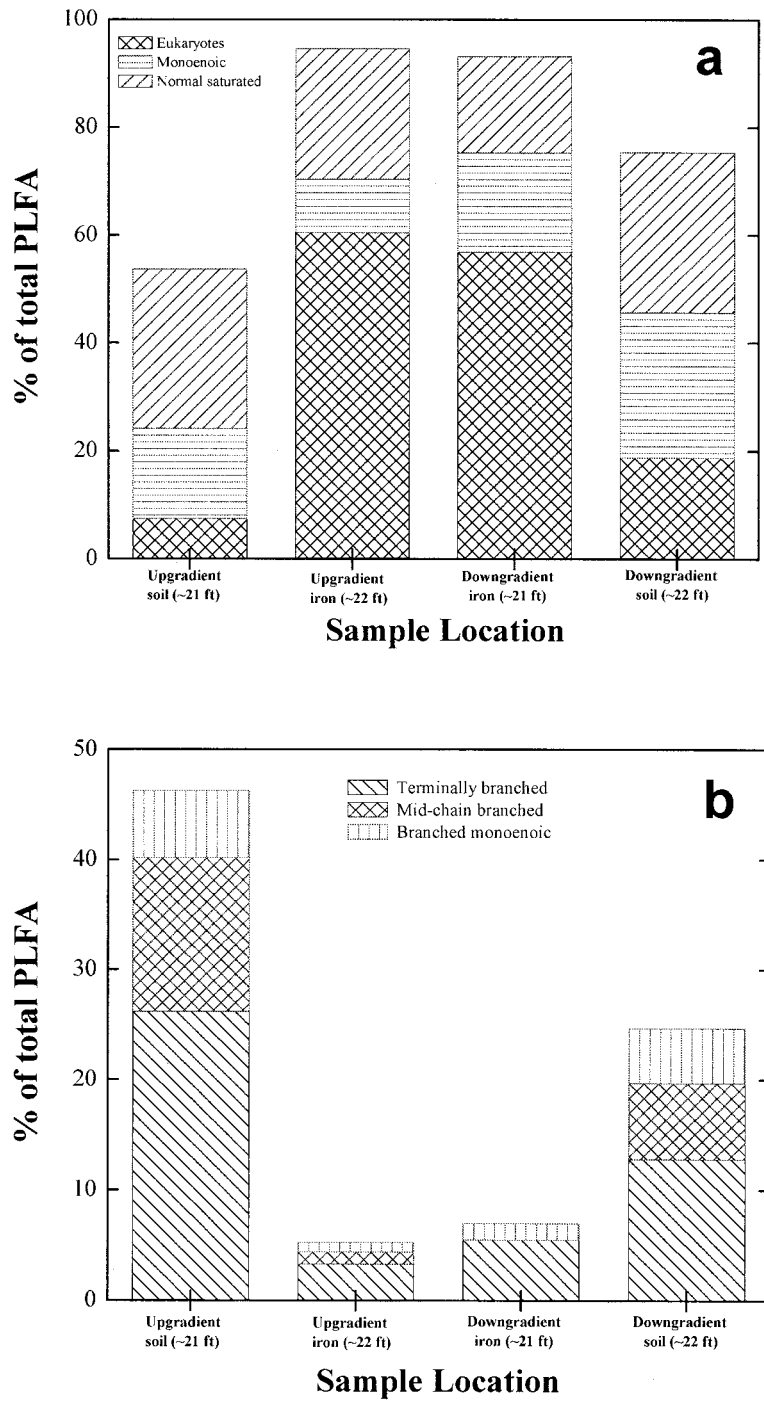 100
80
60
40
20
0
% of total PLFA
Eukaryotes
Monoenoic
Normal saturated
a
Upgradient
soil (~21 ft)
Upgradient
iron (~22 ft)
Downgradient
iron (~21 ft)
Downgradient
soil (~22 ft)
Sample Location
50
40
30
20
10
0
% of total PLFA
Terminally branched
Mid-chain branched
Branched monoenoic
b
Upgradient
soil (~21 ft)
Upgradient
iron (~22 ft)
Downgradient
iron (~21 ft)
Downgradient
soil (~22 ft)
Sample Location